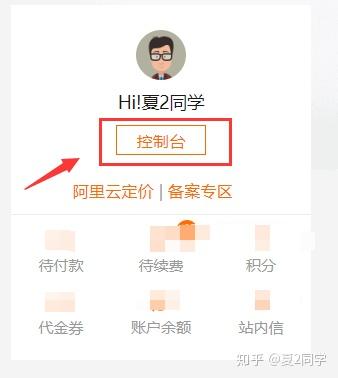 Hi!夏2同学
控制台
阿里云定价 | 备案专区
待付款 待续费 积分
代金券 账户余额 站内信
知乎 @夏2同学